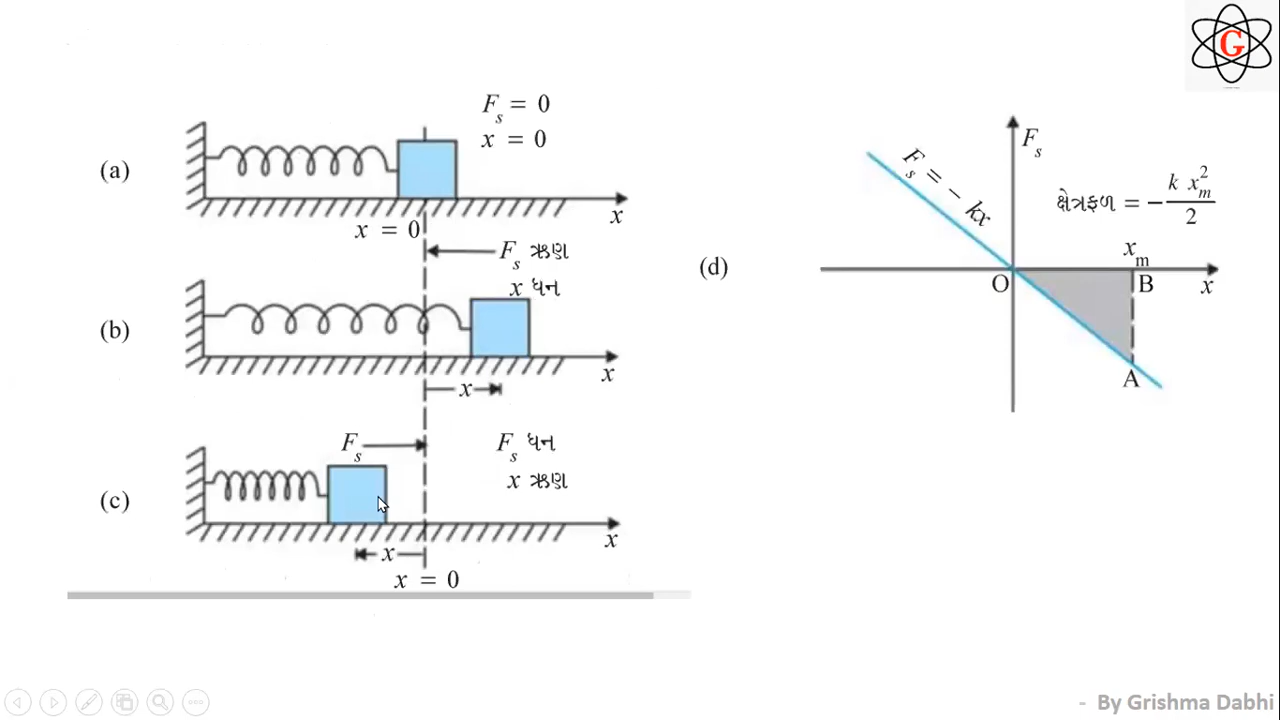 G
(a)
F_s = 0
x = 0
x
x = 0
F_s ઋણ
x ધન
(b)
x
x
F_s
F_s ધન
x ઋણ
(c)
x
x
x = 0
(d)
F_s
F_s = − kx
ક્ષેત્રફળ = − k x_m^2 / 2
x_m
O
B
x
A
- By Grishma Dabhi